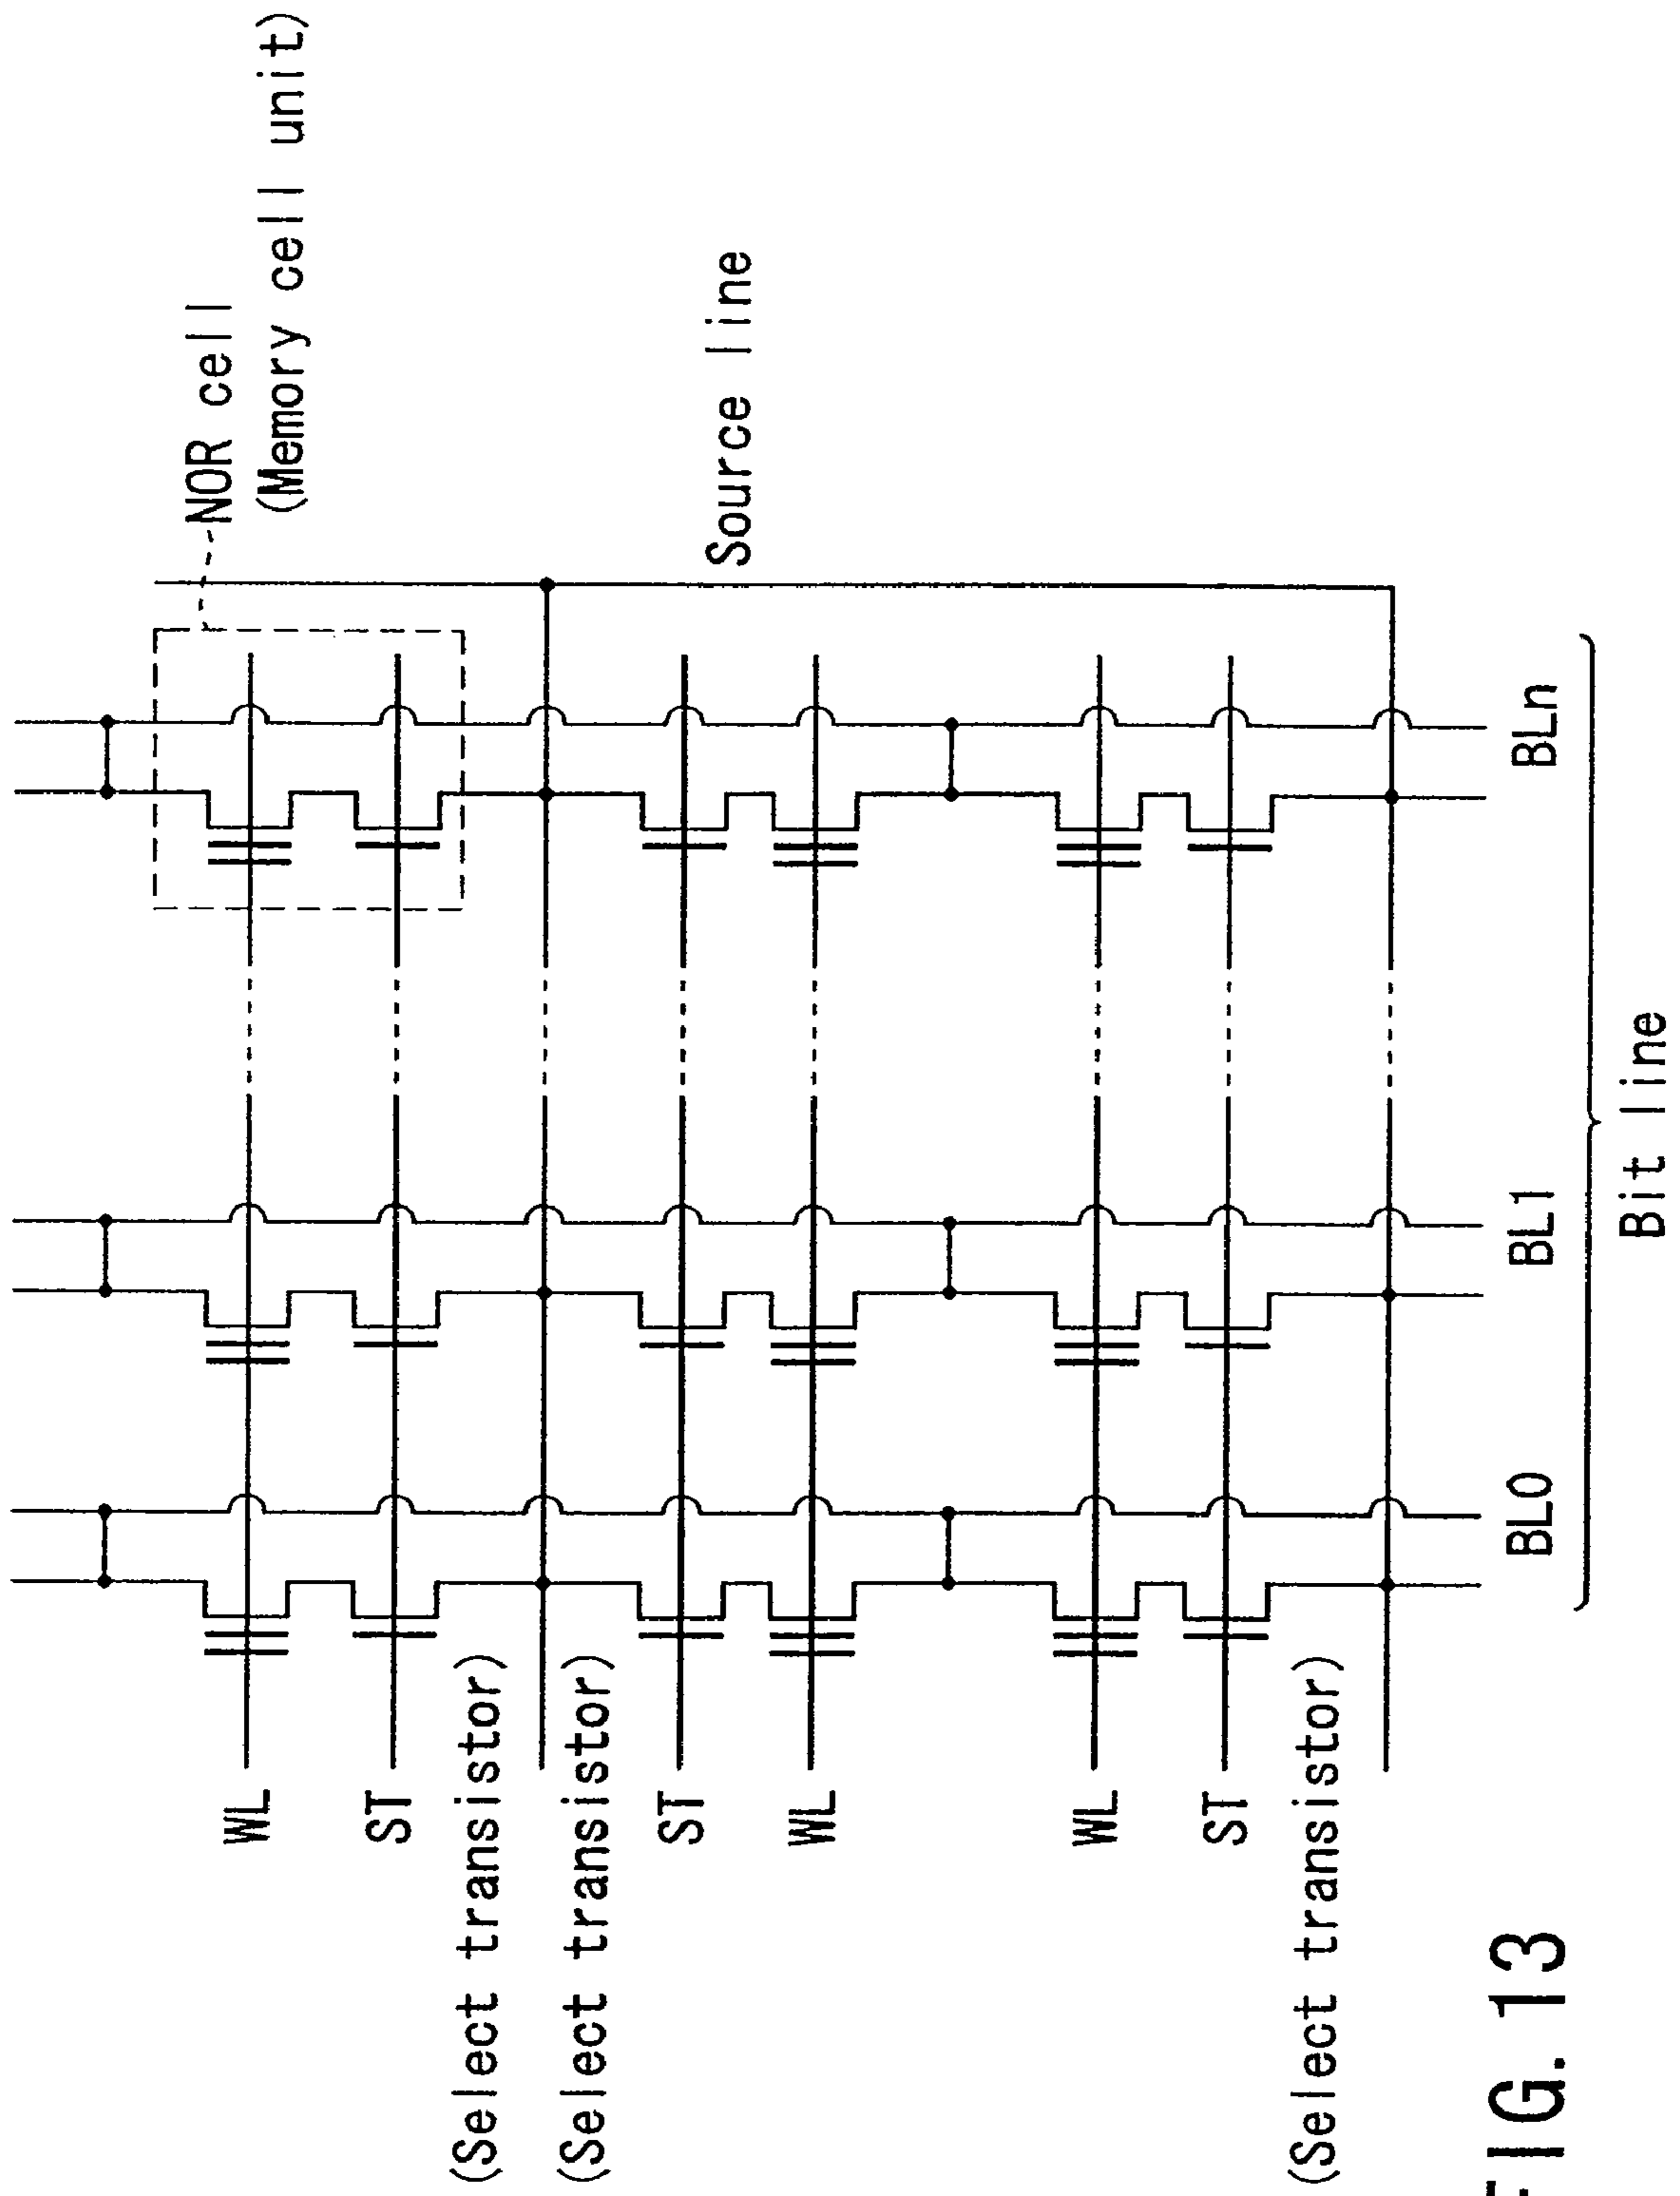 NOR cell
(Memory cell unit)
WL
ST
(Select transistor)
(Select transistor)
ST
WL
Source line
WL
ST
(Select transistor)
BL0
BL1
BLn
Bit line
FIG. 13